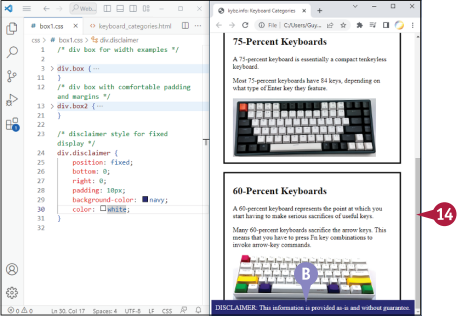 Wein...
box1.css ×
keyboard_categories.html
css > # box1.css > div.disclaimer
1 /* div box for width examples */
2
3 > div.box { ···
11 }
12 /* div box with comfortable padding
and margins */
13 > div.box2 { ···
21 }
22
23 /* disclaimer style for fixed
display */
24 div.disclaimer {
25 position: fixed;
26 bottom: 0;
27 right: 0;
28 padding: 10px;
29 background-color: navy;
30 color: white;
31 }
32
0 0 Ln 30, Col 17 Spaces: 4 UTF-8 LF CSS
kybz.info: Keyboard Categories
File | C:/Users/Guy...
75-Percent Keyboards
A 75-percent keyboard is essentially a compact tenkeyless
keyboard.
Most 75-percent keyboards have 84 keys, depending on
what type of Enter key they feature.
60-Percent Keyboards
A 60-percent keyboard represents the point at which you
start having to make serious sacrifices of useful keys.
Many 60-percent keyboards sacrifice the arrow keys. This
means that you have to press Fn key combinations to
invoke arrow-key commands.
B
DISCLAIMER: This information is provided as-is and without guarantee.
14